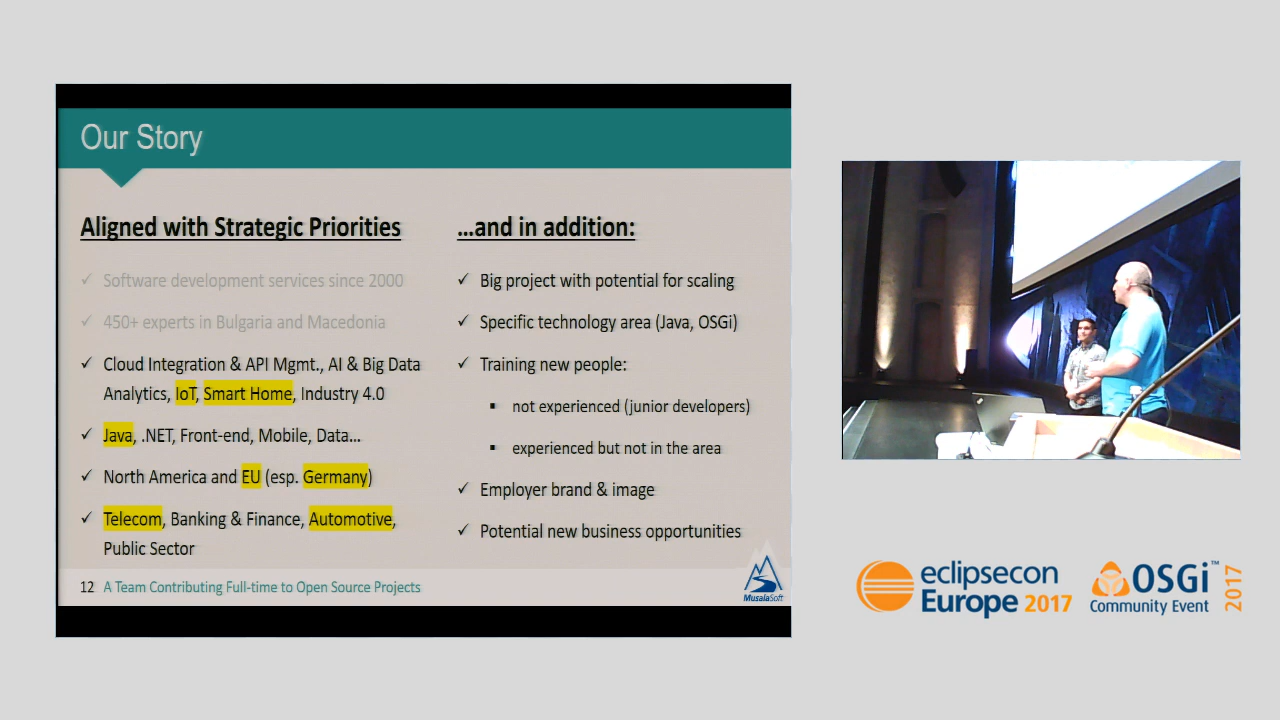 Our Story
Aligned with Strategic Priorities
✓ Software development services since 2000
✓ 450+ experts in Bulgaria and Macedonia
✓ Cloud Integration & API Mgmt., AI & Big Data
Analytics, IoT, Smart Home, Industry 4.0
✓ Java, .NET, Front-end, Mobile, Data...
✓ North America and EU (esp. Germany)
✓ Telecom, Banking & Finance, Automotive,
Public Sector
...and in addition:
✓ Big project with potential for scaling
✓ Specific technology area (Java, OSGi)
✓ Training new people:
▪ not experienced (junior developers)
▪ experienced but not in the area
✓ Employer brand & image
✓ Potential new business opportunities
12 A Team Contributing Full-time to Open Source Projects
MusalaSoft
eclipsecon
Europe 2017
OSGi™
Community Event
2017